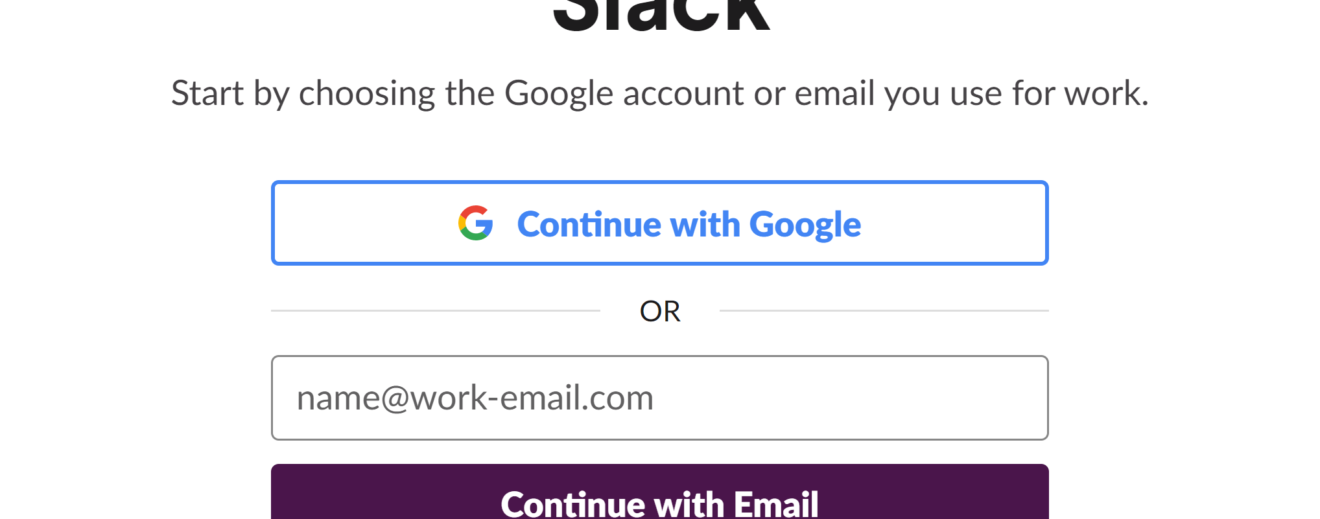 Slack
Start by choosing the Google account or email you use for work.
Continue with Google
OR
name@work-email.com
Continue with Email